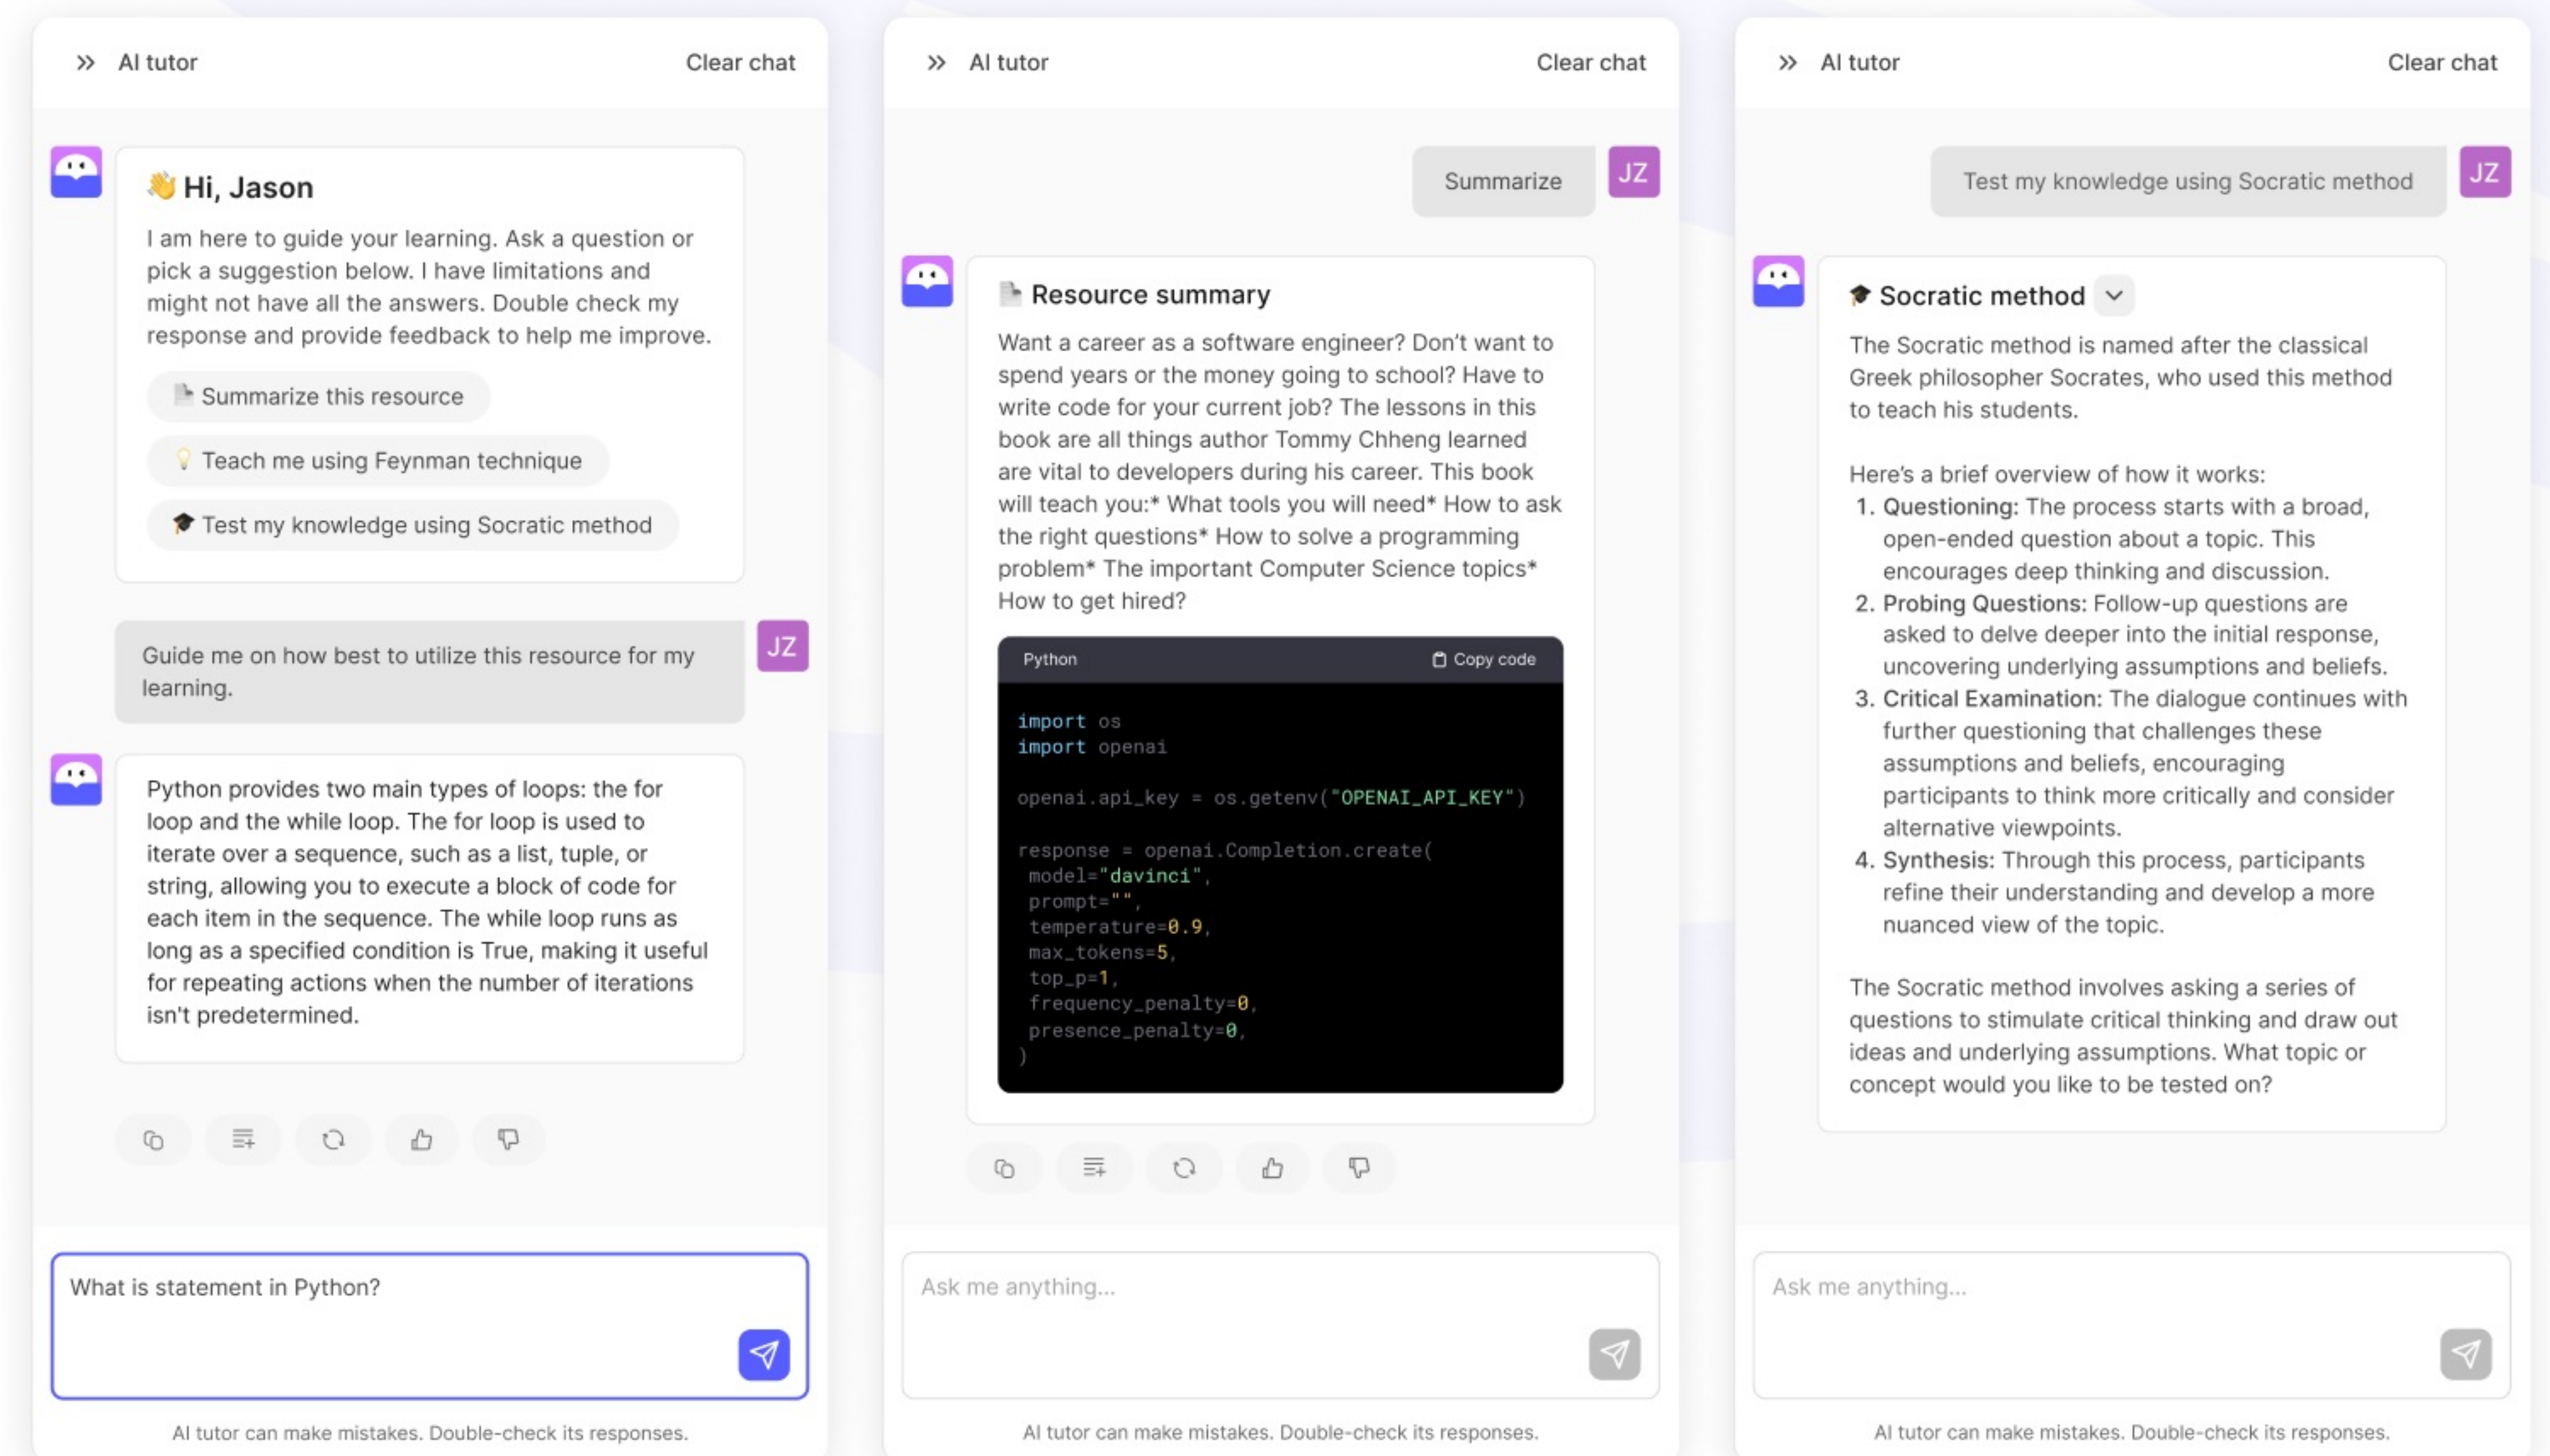 AI tutor
Clear chat
👋 Hi, Jason
I am here to guide your learning. Ask a question or
pick a suggestion below. I have limitations and
might not have all the answers. Double check my
response and provide feedback to help me improve.
Summarize this resource
Teach me using Feynman technique
Test my knowledge using Socratic method
Guide me on how best to utilize this resource for my
learning.
JZ
Python provides two main types of loops: the for
loop and the while loop. The for loop is used to
iterate over a sequence, such as a list, tuple, or
string, allowing you to execute a block of code for
each item in the sequence. The while loop runs as
long as a specified condition is True, making it useful
for repeating actions when the number of iterations
isn't predetermined.
What is statement in Python?
AI tutor can make mistakes. Double-check its responses.
AI tutor
Clear chat
Summarize
JZ
Resource summary
Want a career as a software engineer? Don’t want to
spend years or the money going to school? Have to
write code for your current job? The lessons in this
book are all things author Tommy Chheng learned
are vital to developers during his career. This book
will teach you:* What tools you will need* How to ask
the right questions* How to solve a programming
problem* The important Computer Science topics*
How to get hired?
Python
Copy code
import os
import openai
openai.api_key = os.getenv("OPENAI_API_KEY")
response = openai.Completion.create(
model="davinci",
prompt="",
temperature=0.9,
max_tokens=5,
top_p=1,
frequency_penalty=0,
presence_penalty=0,
)
Ask me anything...
AI tutor can make mistakes. Double-check its responses.
AI tutor
Clear chat
Test my knowledge using Socratic method
JZ
Socratic method
The Socratic method is named after the classical
Greek philosopher Socrates, who used this method
to teach his students.
Here’s a brief overview of how it works:
1. Questioning: The process starts with a broad,
open-ended question about a topic. This
encourages deep thinking and discussion.
2. Probing Questions: Follow-up questions are
asked to delve deeper into the initial response,
uncovering underlying assumptions and beliefs.
3. Critical Examination: The dialogue continues with
further questioning that challenges these
assumptions and beliefs, encouraging
participants to think more critically and consider
alternative viewpoints.
4. Synthesis: Through this process, participants
refine their understanding and develop a more
nuanced view of the topic.
The Socratic method involves asking a series of
questions to stimulate critical thinking and draw out
ideas and underlying assumptions. What topic or
concept would you like to be tested on?
Ask me anything...
AI tutor can make mistakes. Double-check its responses.